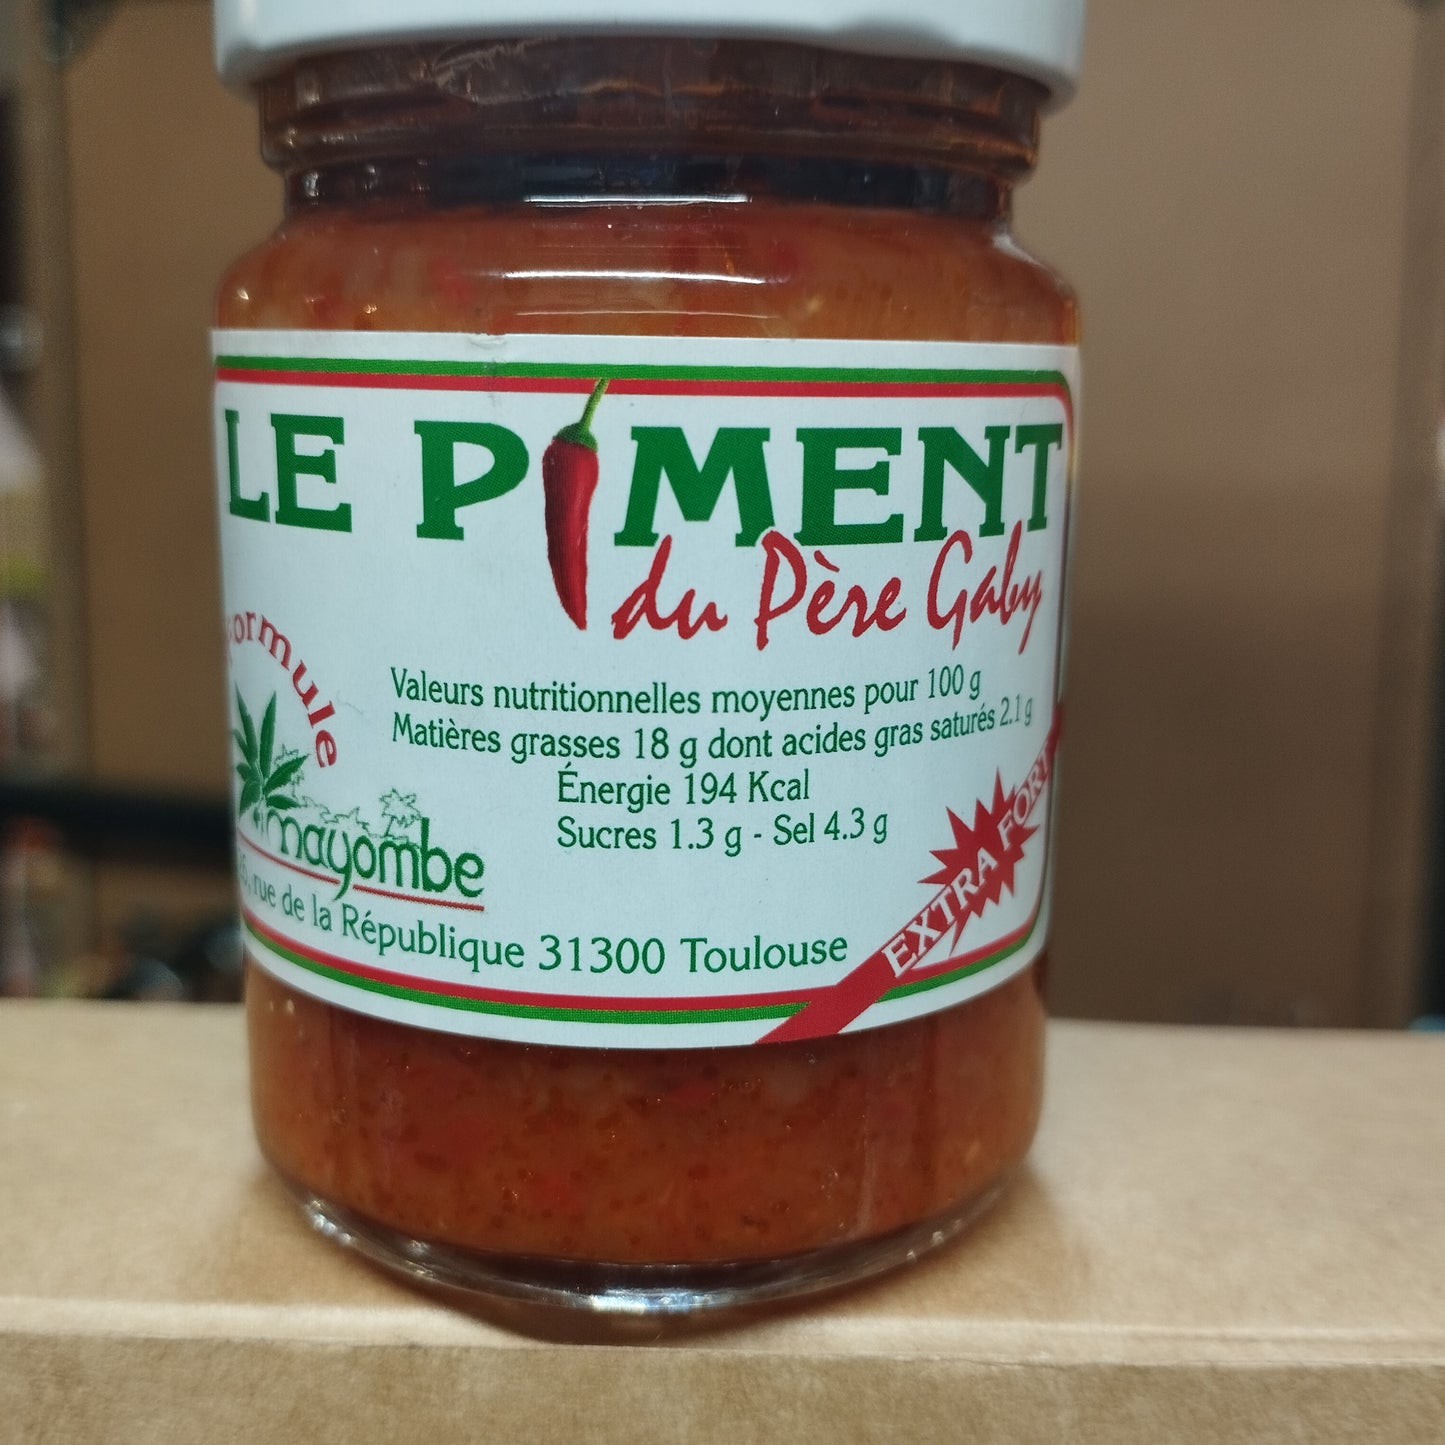 LE PIMENT
du Père Gaby
Formule
Valeurs nutritionnelles moyennes pour 100 g
Matières grasses 18 g dont acides gras saturés 2.1 g
Énergie 194 Kcal
Sucres 1.3 g - Sel 4.3 g
mayombe
rue de la République 31300 Toulouse
EXTRA FORT